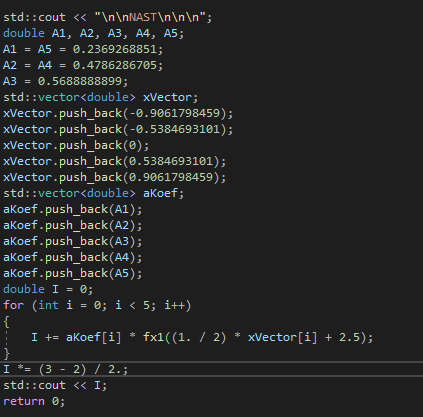 std::cout << "\n\nNAST\n\n\n";
double A1, A2, A3, A4, A5;
A1 = A5 = 0.2369268851;
A2 = A4 = 0.4786286705;
A3 = 0.5688888899;
std::vector<double> xVector;
xVector.push_back(-0.9061798459);
xVector.push_back(-0.5384693101);
xVector.push_back(0);
xVector.push_back(0.5384693101);
xVector.push_back(0.9061798459);
std::vector<double> aKoef;
aKoef.push_back(A1);
aKoef.push_back(A2);
aKoef.push_back(A3);
aKoef.push_back(A4);
aKoef.push_back(A5);
double I = 0;
for (int i = 0; i < 5; i++)
{
    I += aKoef[i] * fx1((1. / 2) * xVector[i] + 2.5);
}
I *= (3 - 2) / 2.;
std::cout << I;
return 0;